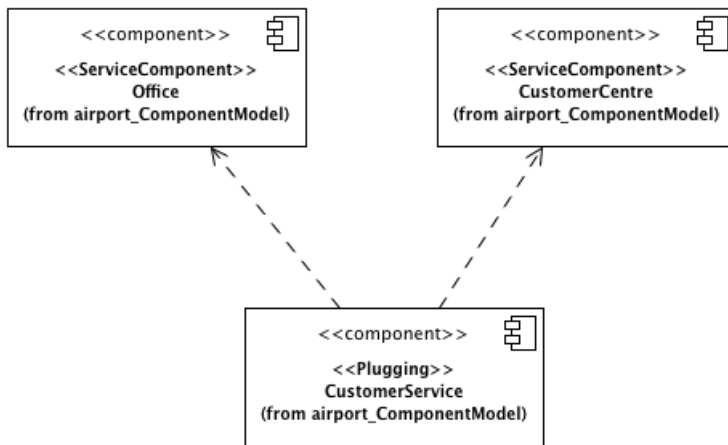 <<component>>
<<ServiceComponent>>
Office
(from airport_ComponentModel)
<<component>>
<<ServiceComponent>>
CustomerCentre
(from airport_ComponentModel)
<<component>>
<<Plugging>>
CustomerService
(from airport_ComponentModel)